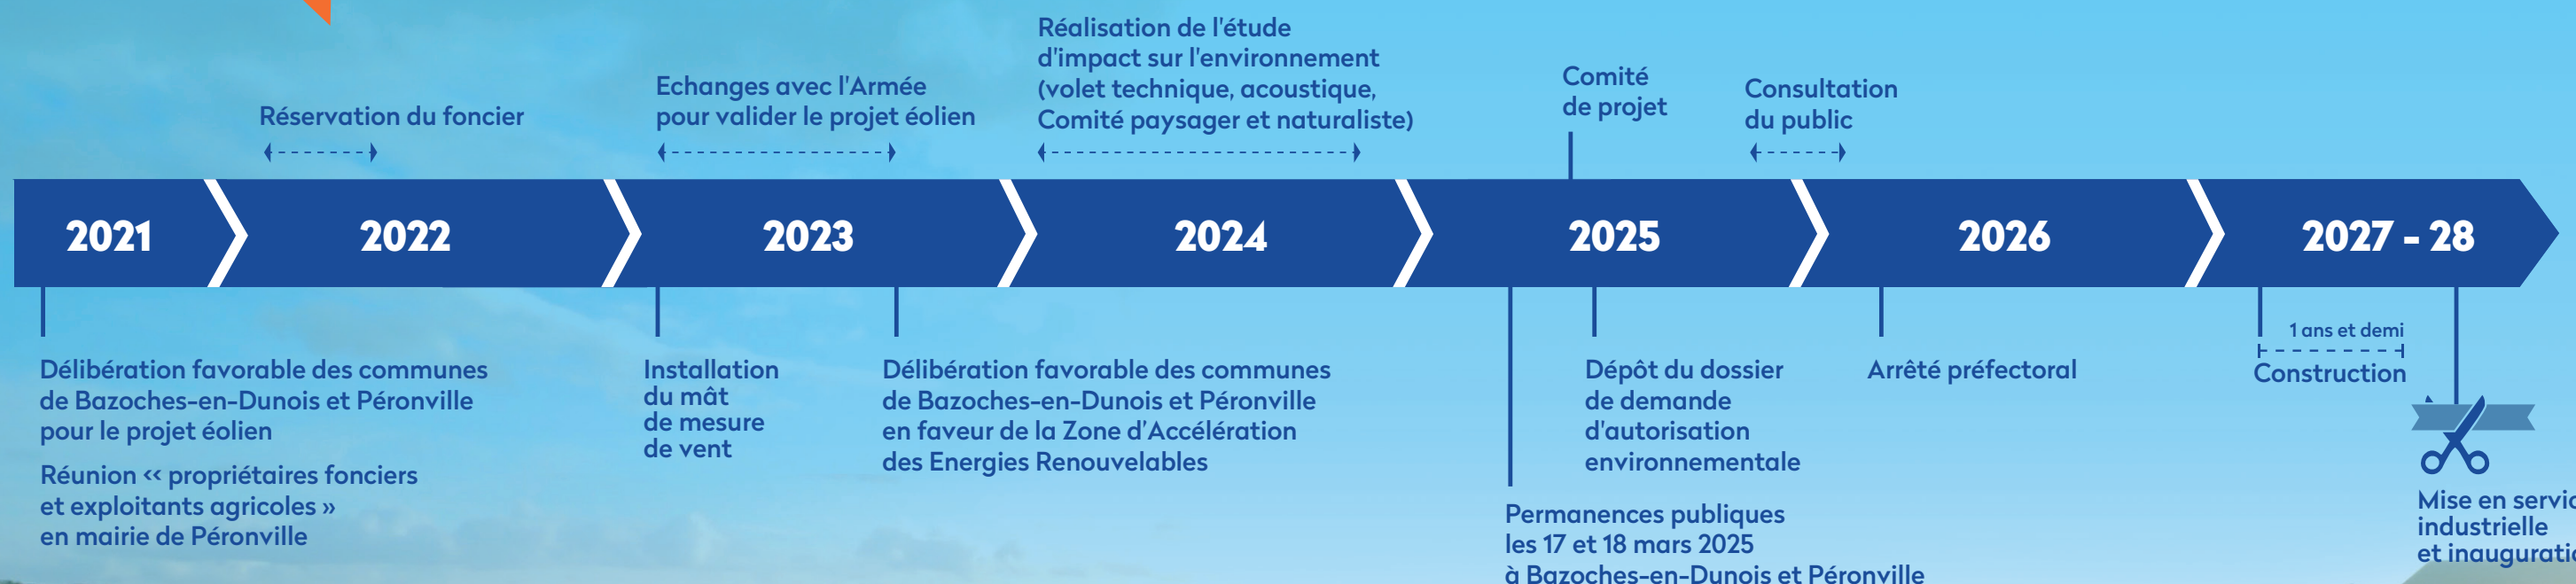 Réservation du foncier
Echanges avec l'Armée
pour valider le projet éolien
Réalisation de l'étude
d'impact sur l'environnement
(volet technique, acoustique,
Comité paysager et naturaliste)
Comité
de projet
Consultation
du public
2021
2022
2023
2024
2025
2026
2027 - 28
Délibération favorable des communes
de Bazoches-en-Dunois et Péronville
pour le projet éolien
Réunion « propriétaires fonciers
et exploitants agricoles »
en mairie de Péronville
Installation
du mât
de mesure
de vent
Délibération favorable des communes
de Bazoches-en-Dunois et Péronville
en faveur de la Zone d’Accélération
des Energies Renouvelables
Permanences publiques
les 17 et 18 mars 2025
à Bazoches-en-Dunois et Péronville
Dépôt du dossier
de demande
d'autorisation
environnementale
Arrêté préfectoral
1 ans et demi
Construction
Mise en
industrielle
et